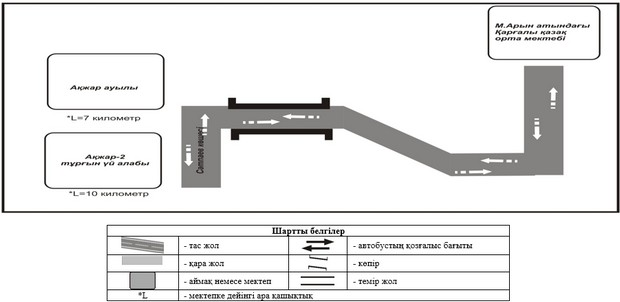 М.Арын атындағы
Қарғалы қазақ
орта мектебі
Ақжар ауылы
*L=7 километр
Ақжар-2
тұрғын үй алабы
*L=10 километр
Сатпаев көшесі
Шартты белгілер
- тас жол
- автобустың қозғалыс бағыты
- қара жол
- көпір
- аймақ немесе мектеп
- темір жол
*L
- мектепке дейінгі ара қашықтық